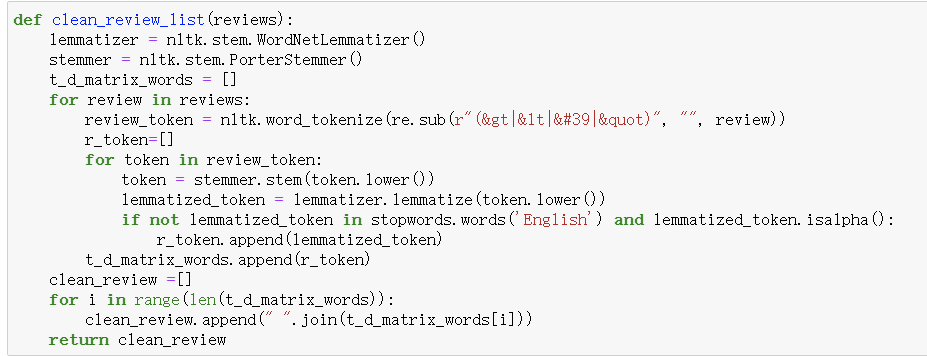 def clean_review_list(reviews):
    lemmatizer = nltk.stem.WordNetLemmatizer()
    stemmer = nltk.stem.PorterStemmer()
    t_d_matrix_words = []
    for review in reviews:
        review_token = nltk.word_tokenize(re.sub(r"(&gt|&lt|&#39|&quot)", "", review))
        r_token=[]
        for token in review_token:
            token = stemmer.stem(token.lower())
            lemmatized_token = lemmatizer.lemmatize(token.lower())
            if not lemmatized_token in stopwords.words('English') and lemmatized_token.isalpha():
                r_token.append(lemmatized_token)
        t_d_matrix_words.append(r_token)
    clean_review =[]
    for i in range(len(t_d_matrix_words)):
        clean_review.append(" ".join(t_d_matrix_words[i]))
    return clean_review